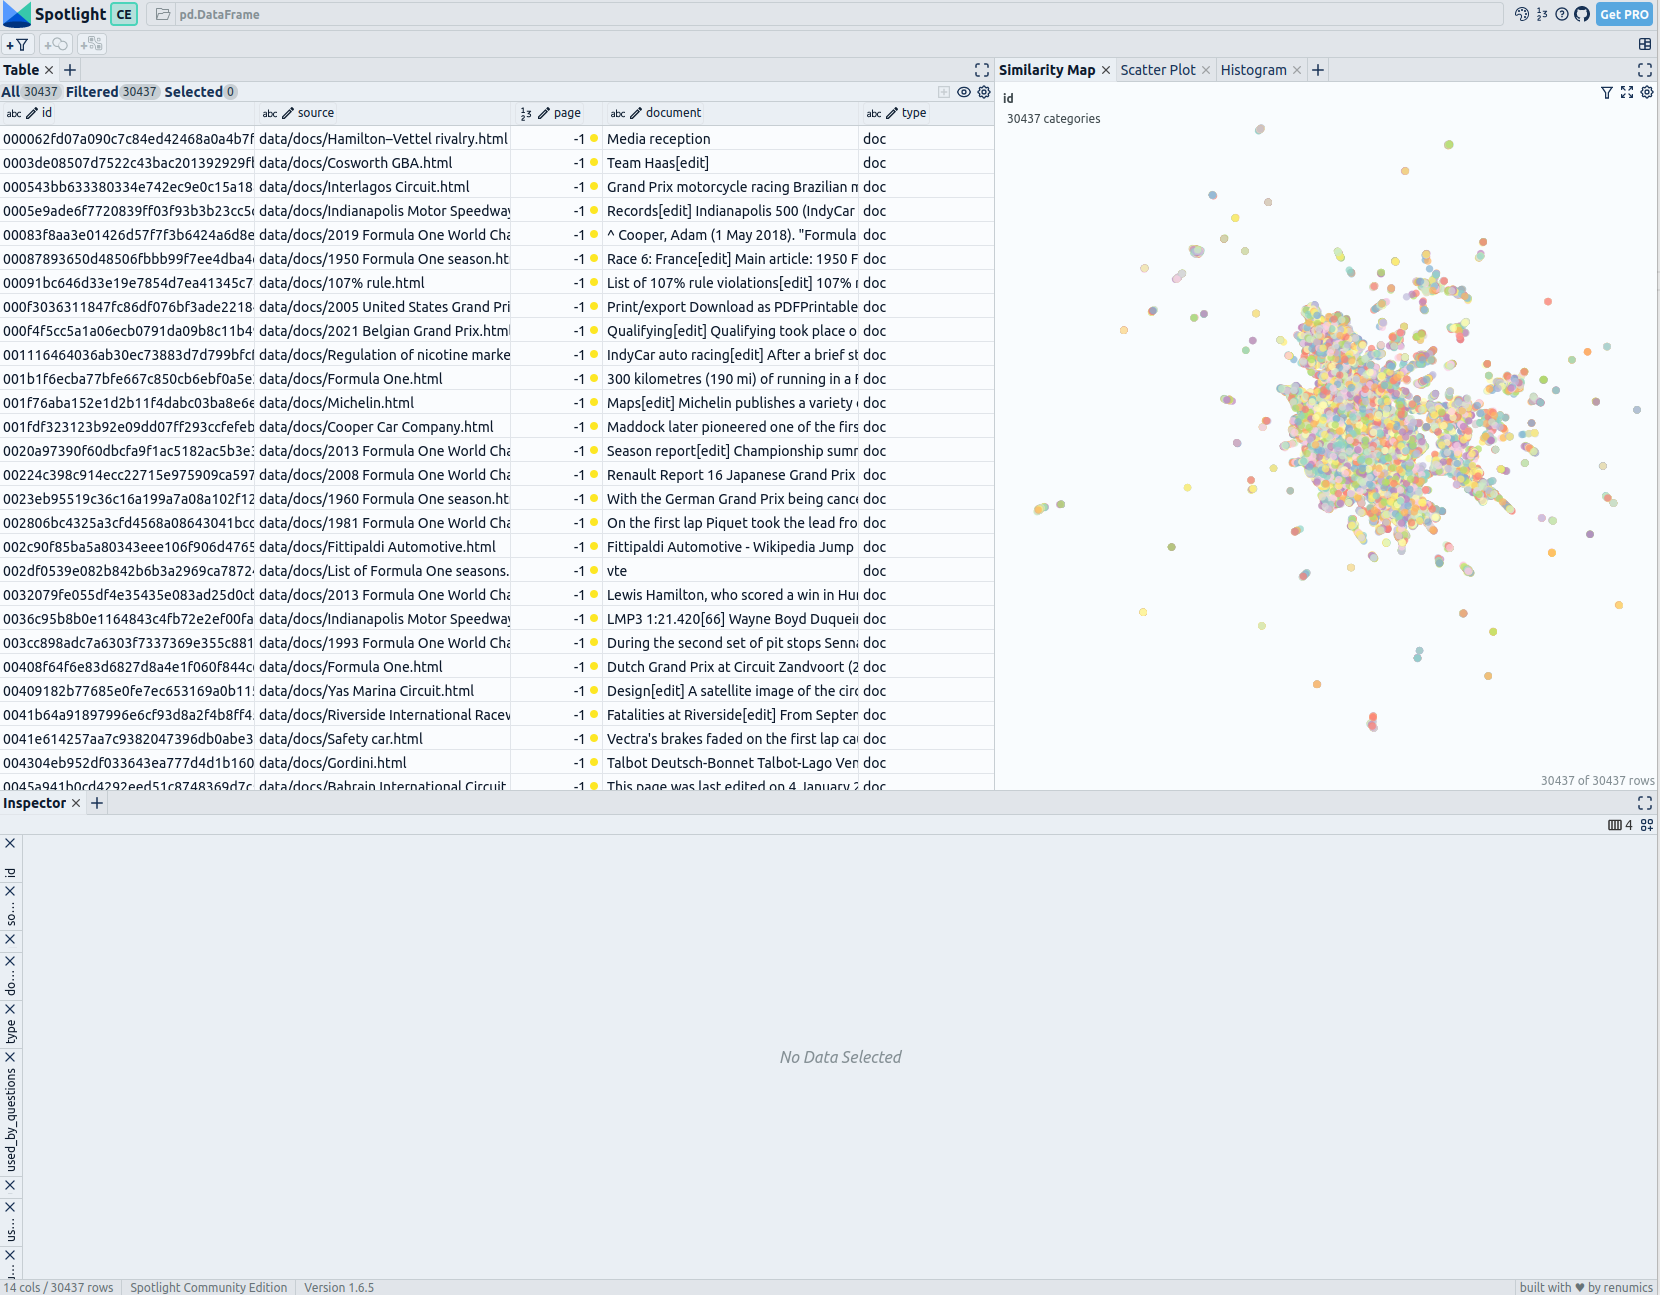 Spotlight CE pd.DataFrame Get PRO
Table
Similarity Map Scatter Plot Histogram
All 30437 Filtered 30437 Selected 0
abc id abc source page abc document abc type
000062fd07a090c7c84ed42468a0a4b7f data/docs/Hamilton–Vettel rivalry.html -1 Media reception doc
0003de08507d7522c43bac201392929f data/docs/Cosworth GBA.html -1 Team Haas[edit] doc
000543bb633380334e742ec9e0c15a18 data/docs/Interlagos Circuit.html -1 Grand Prix motorcycle racing Brazilian doc
0005e9ade6f7720839ff03f93b3b23cc5 data/docs/Indianapolis Motor Speedway -1 Records[edit] Indianapolis 500 (IndyCar doc
00083f8aa3e01426d57f7f3b6424a6d8e data/docs/2019 Formula One World Cha -1 ^ Cooper, Adam (1 May 2018). "Formula doc
00087893650d48506fbbb99f7ee4dba4 data/docs/1950 Formula One season.ht -1 Race 6: France[edit] Main article: 1950 F doc
00091bc646d33e19e7854d7ea41345c7 data/docs/107% rule.html -1 List of 107% rule violations[edit] 107% doc
000f3036311847fc86df076bf3ade2218 data/docs/2005 United States Grand Pri -1 Print/export Download as PDFPrintable doc
000f4f5cc5a1a06ecb0791da09b8c11b4 data/docs/2021 Belgian Grand Prix.html -1 Qualifying[edit] Qualifying took place o doc
001116464036ab30ec73883d7d799bfc data/docs/Regulation of nicotine marke -1 IndyCar auto racing[edit] After a brief st doc
001b1f6ecba77bfe667c850cb6ebf0a5e data/docs/Formula One.html -1 300 kilometres (190 mi) of running in a doc
001f76aba152e1d2b11f4dabc03ba8e6e data/docs/Michelin.html -1 Maps[edit] Michelin publishes a variety doc
001fdf323123b92e09dd07ff293ccfefeb data/docs/Cooper Car Company.html -1 Maddock later pioneered one of the firs doc
0020a97390f60dbcfa9f1ac5182ac5b3e data/docs/2013 Formula One World Cha -1 Season report[edit] Championship sum doc
00224c398c914ecc22715e975909ca597 data/docs/2008 Formula One World Cha -1 Renault Report 16 Japanese Grand Prix doc
0023eb95519c36c16a199a7a08a102f12 data/docs/1960 Formula One season.ht -1 With the German Grand Prix being cance doc
002806bc4325a3cfd4568a08643041bcc data/docs/1981 Formula One World Cha -1 On the first lap Piquet took the lead fro doc
002c90f85ba5a80343eee106f906d4765 data/docs/Fittipaldi Automotive.html -1 Fittipaldi Automotive - Wikipedia Jump doc
002df0539e082b842b6b3a2969ca7872 data/docs/List of Formula One seasons. -1 vte doc
0032079fe055df4e35435e083ad25d0c data/docs/2013 Formula One World Cha -1 Lewis Hamilton, who scored a win in Hu doc
0036c95b8b0e1164843c4fb72e2ef00fa data/docs/Indianapolis Motor Speedway -1 LMP3 1:21.420[66] Wayne Boyd Duquei doc
003cc898adc7a6303f7337369e355c881 data/docs/1993 Formula One World Cha -1 During the second set of pit stops Senna doc
00408f64f6e83d6827d8a4e1f060f844c data/docs/Formula One.html -1 Dutch Grand Prix at Circuit Zandvoort (2 doc
00409182b77685e0fe7ec653169a0b11 data/docs/Yas Marina Circuit.html -1 Design[edit] A satellite image of the circ doc
0041b64a91897996e6cf93d8a2f4b8ff4 data/docs/Riverside International Racew -1 Fatalities at Riverside[edit] From Septem doc
0041e614257aa7c9382047396db0abe3 data/docs/Safety car.html -1 Vectra's brakes faded on the first lap cau doc
004304eb952df033643ea777d4d1b160 data/docs/Gordini.html -1 Talbot Deutsch-Bonnet Talbot-Lago Ven doc
0045a941b0cd4292eed51c8748369d7c data/docs/Bahrain International Circuit -1 This page was last edited on 4 January 2 doc
id
30437 categories
30437 of 30437 rows
Inspector
4
id
so...
do...
type
used_by_questions
us...
No Data Selected
14 cols / 30437 rows Spotlight Community Edition Version 1.6.5 built with ♥ by renumics